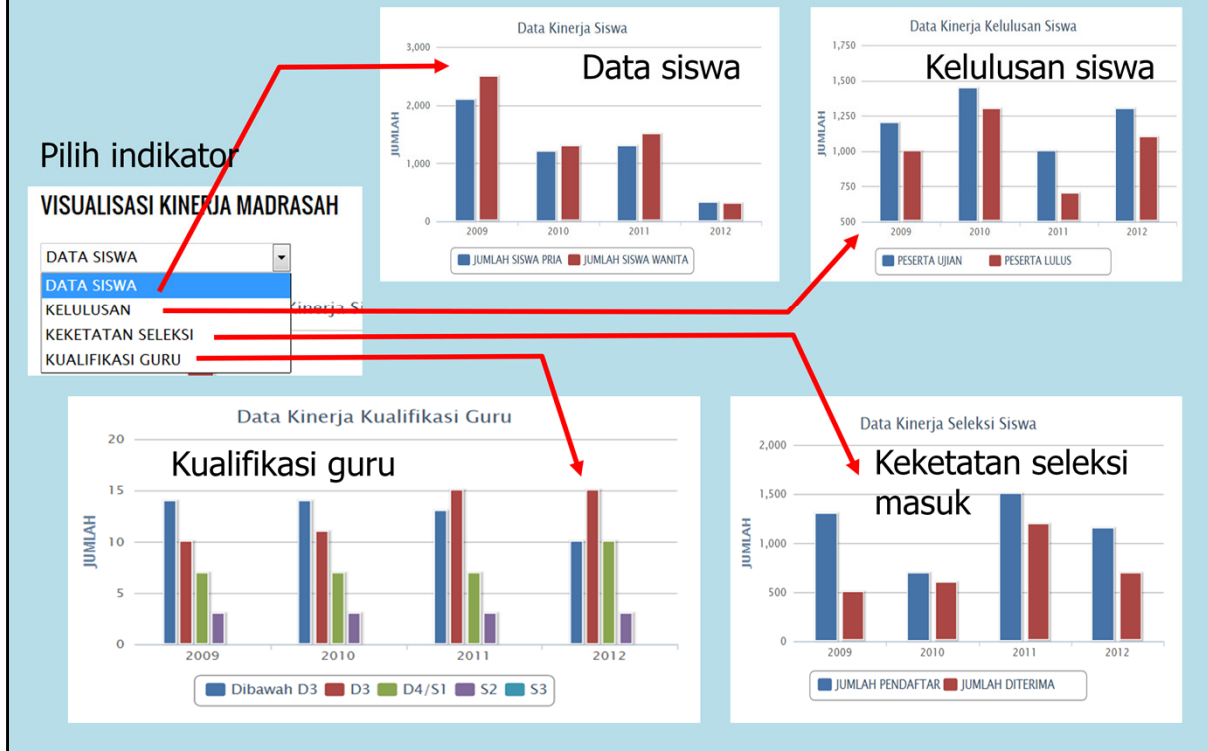 Pilih indikator
VISUALISASI KINERJA MADRASAH
DATA SISWA
DATA SISWA
KELULUSAN
KEKETATAN SELEKSI
KUALIFIKASI GURU
Kinerja Si
Data Kinerja Siswa
Data siswa
JUMLAH
3,000
2,000
1,000
0
2009 2010 2011 2012
JUMLAH SISWA PRIA JUMLAH SISWA WANITA
Data Kinerja Kelulusan Siswa
Kelulusan siswa
JUMLAH
1,750
1,500
1,250
1,000
750
500
2009 2010 2011 2012
PESERTA UJIAN PESERTA LULUS
Data Kinerja Kualifikasi Guru
Kualifikasi guru
JUMLAH
20
15
10
5
0
2009 2010 2011 2012
Dibawah D3 D3 D4/S1 S2 S3
Data Kinerja Seleksi Siswa
Keketatan seleksi
masuk
JUMLAH
2,000
1,500
1,000
500
0
2009 2010 2011 2012
JUMLAH PENDAFTAR JUMLAH DITERIMA